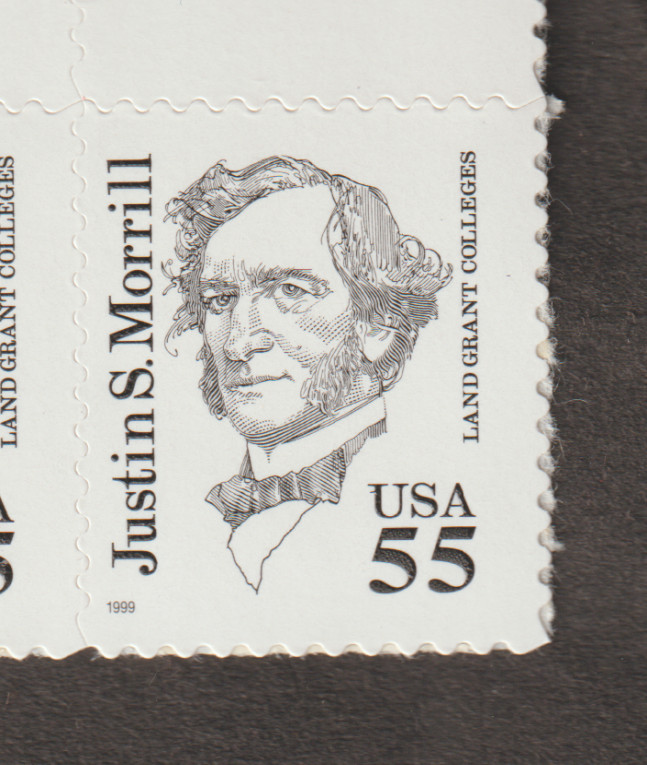 LAND GRANT COLLEGES
Justin S. Morrill
LAND GRANT COLLEGES
USA
55
1999